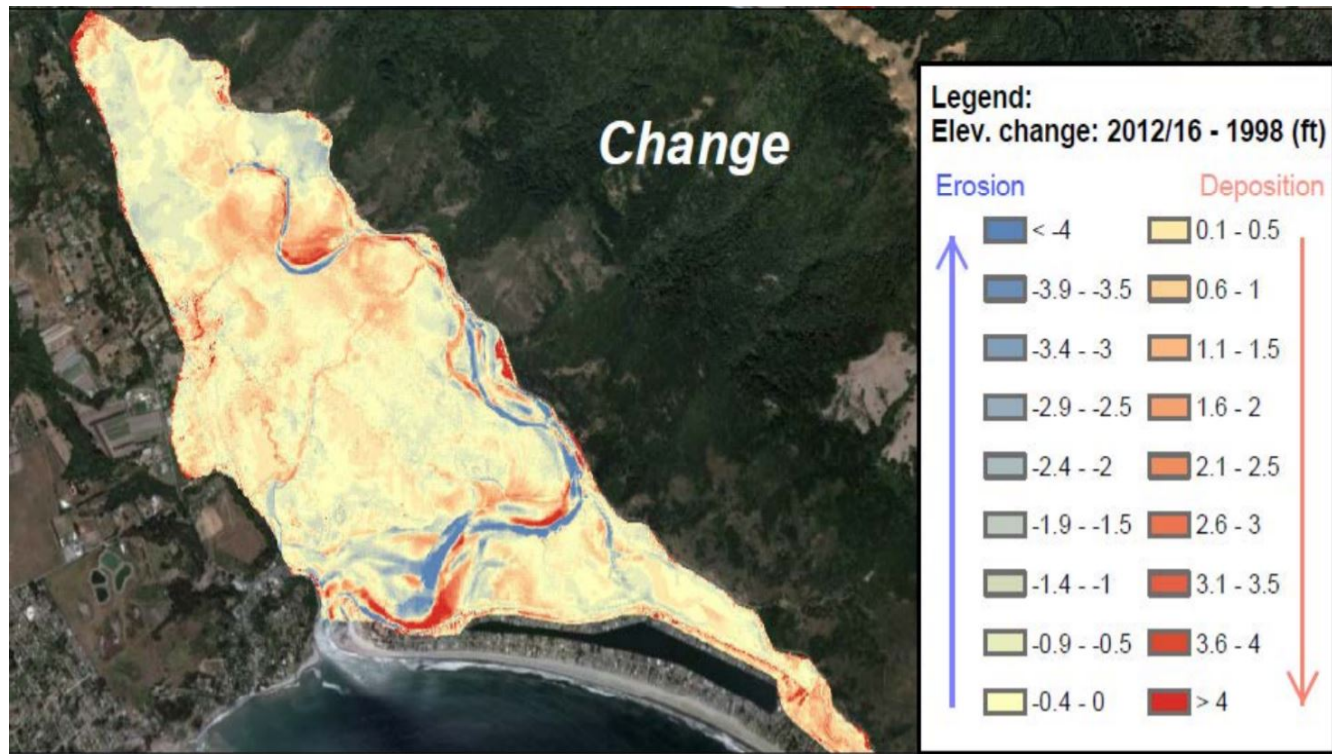 Change
Legend:
Elev. change: 2012/16 - 1998 (ft)
Erosion Deposition
< -4 0.1 - 0.5
-3.9 - -3.5 0.6 - 1
-3.4 - -3 1.1 - 1.5
-2.9 - -2.5 1.6 - 2
-2.4 - -2 2.1 - 2.5
-1.9 - -1.5 2.6 - 3
-1.4 - -1 3.1 - 3.5
-0.9 - -0.5 3.6 - 4
-0.4 - 0 > 4